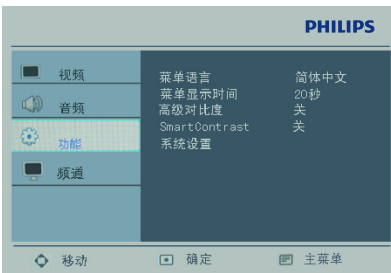 PHILIPS
视频
音频
功能
频道
菜单语言 简体中文
菜单显示时间 20秒
高级对比度 关
SmartContrast 关
系统设置
移动 确定 主菜单